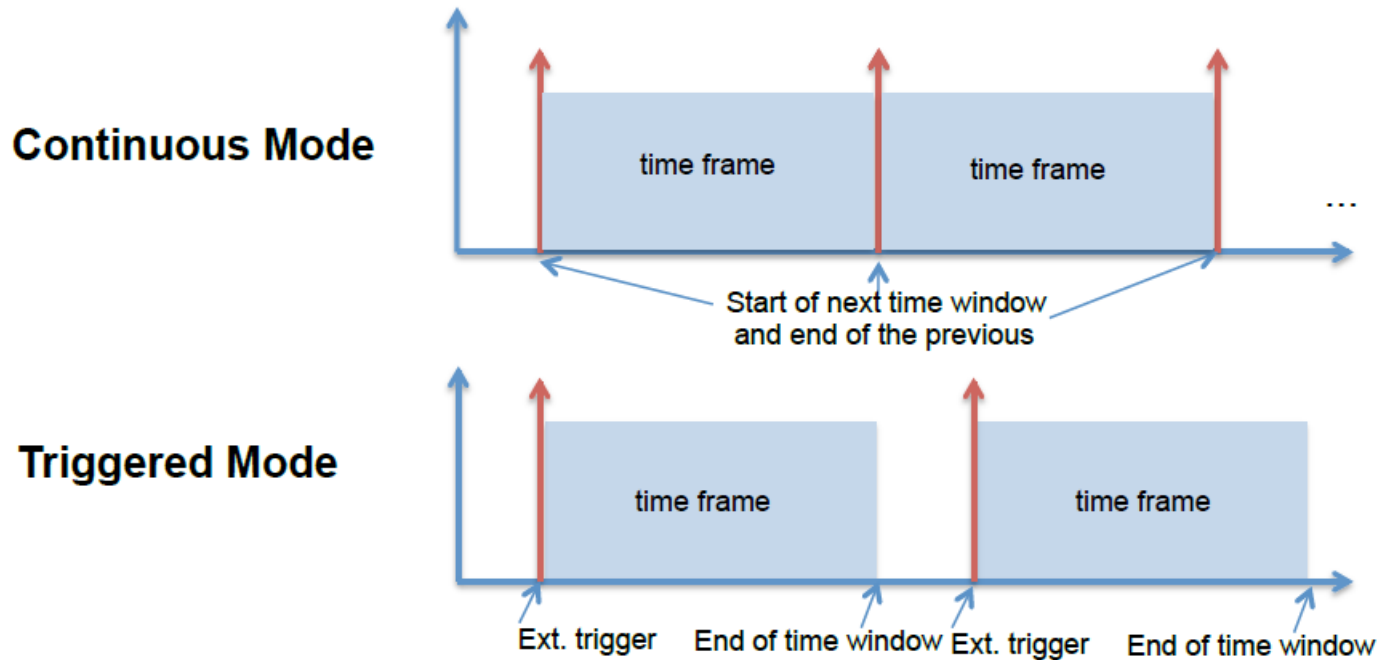 Continuous Mode
time frame
time frame
...
Start of next time window
and end of the previous
Triggered Mode
time frame
time frame
Ext. trigger
End of time window
Ext. trigger
End of time window